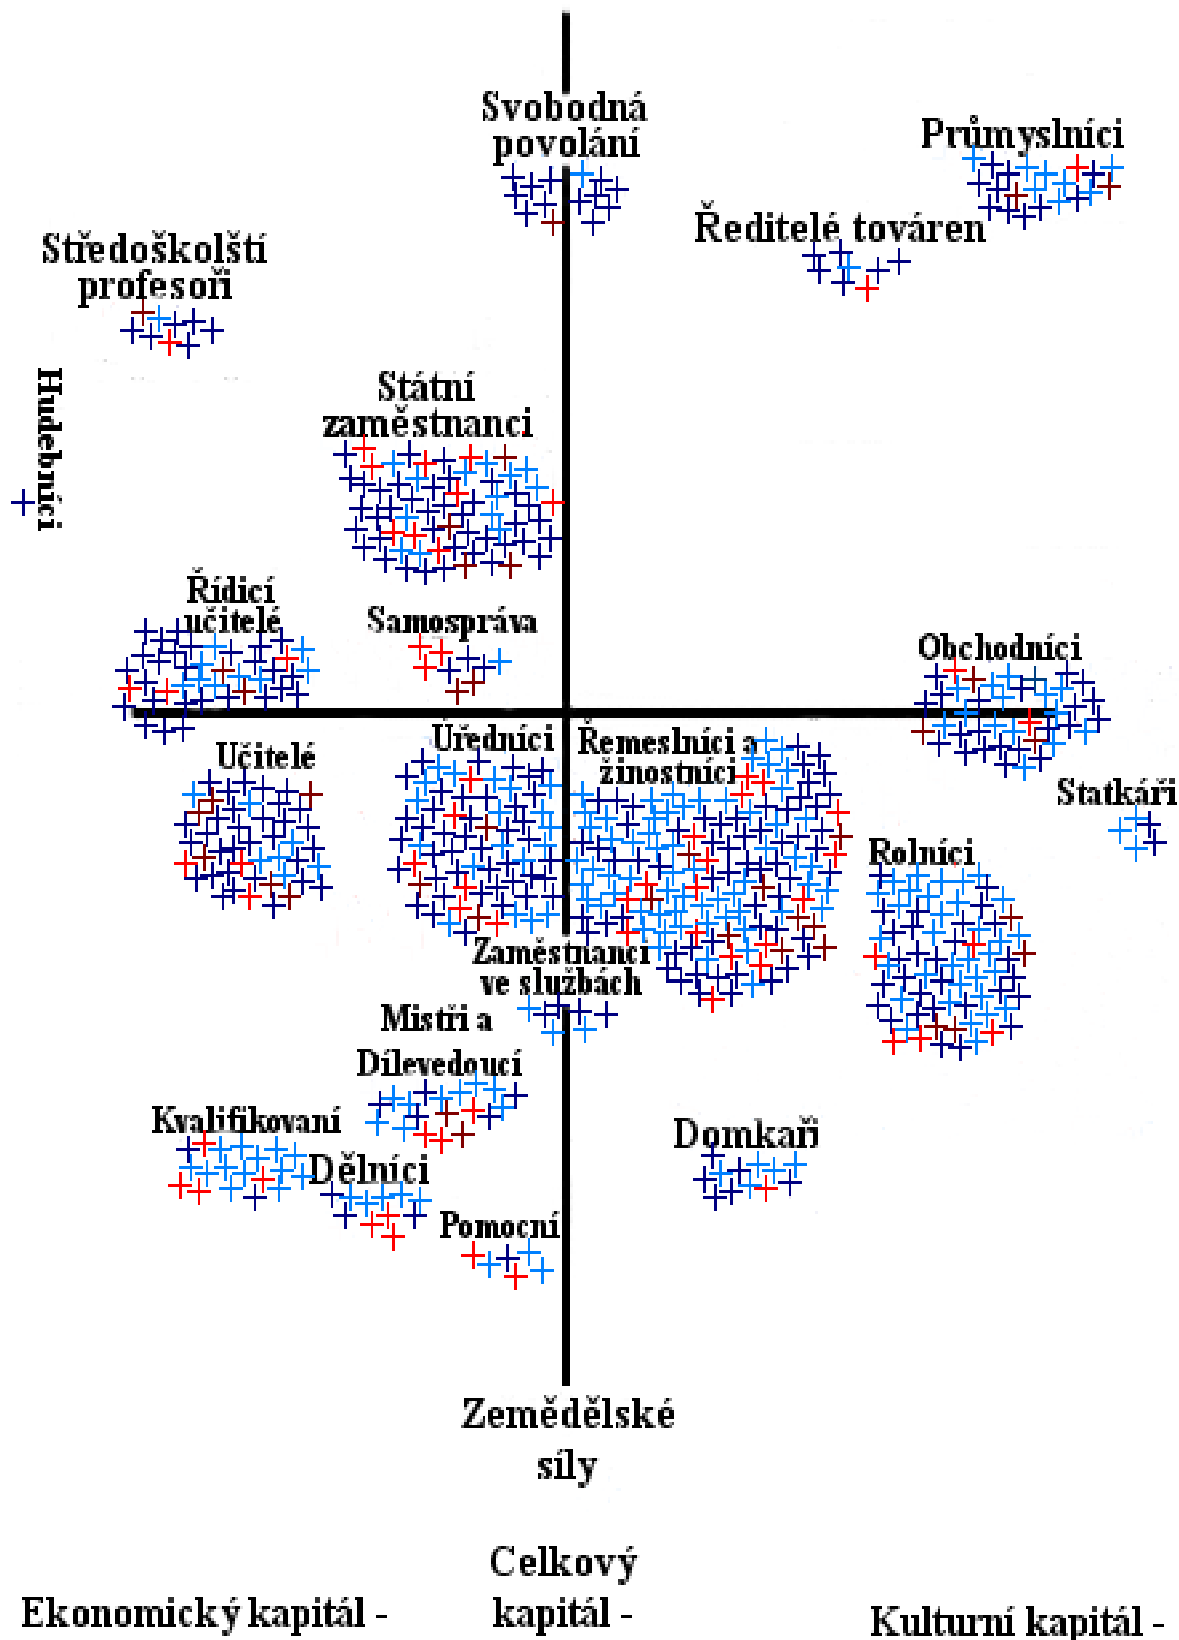 Svobodná
povolání
Průmyslníci
Ředitelé továren
Středoškolští
profesoři
Hudebníci
Státní
zaměstnanci
Řídicí
učitelé
Samospráva
Obchodníci
Učitelé
Úředníci
Řemeslníci a
žinostníci
Statkáři
Rolníci
Zaměstnanci
ve službách
Mistři a
Dílevedoucí
Kvalifikovaní
Dělníci
Domkaři
Pomocní
Zemědělské
síly
Celkový
kapitál -
Ekonomický kapitál -
Kulturní kapitál -